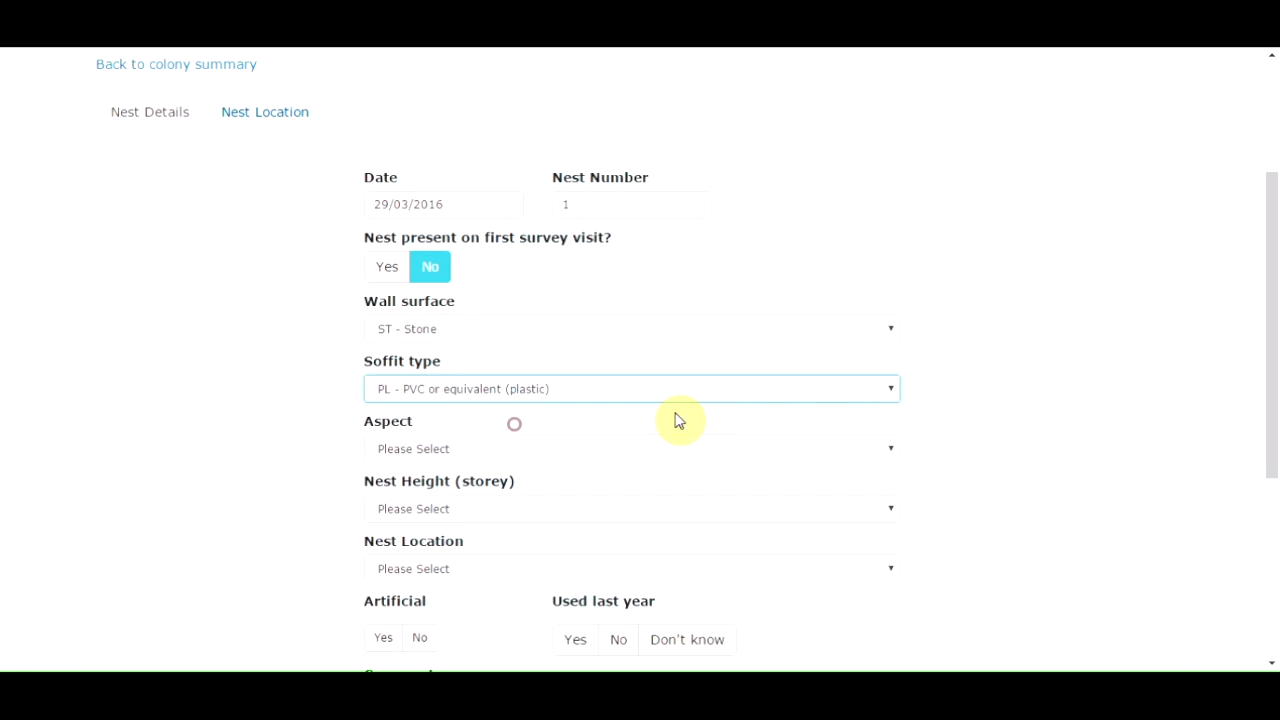 Back to colony summary
Nest Details Nest Location
Date Nest Number
29/03/2016 1
Nest present on first survey visit?
Yes No
Wall surface
ST - Stone
Soffit type
PL - PVC or equivalent (plastic)
Aspect
Please Select
Nest Height (storey)
Please Select
Nest Location
Please Select
Artificial Used last year
Yes No Yes No Don't know